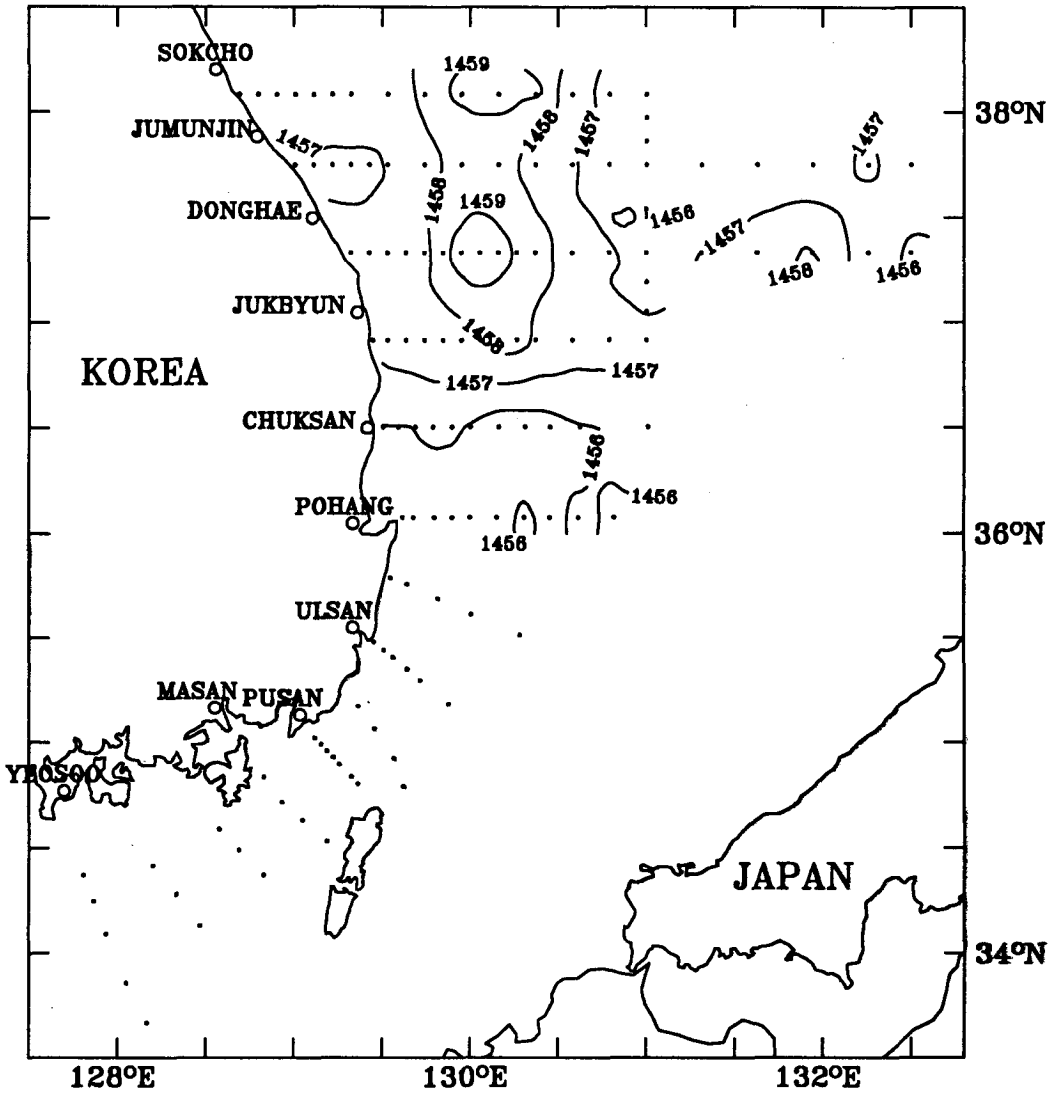 SOKCHO
1459
38°N
JUMUNJIN
1457
1458
1457
1457
DONGHAE
1458
1459
1456
1457
1458
1456
JUKBYUN
1458
KOREA
1457
1457
CHUKSAN
1456
POHANG
1456
1456
36°N
ULSAN
MASAN
PUSAN
YEOSOO
JAPAN
34°N
128°E
130°E
132°E